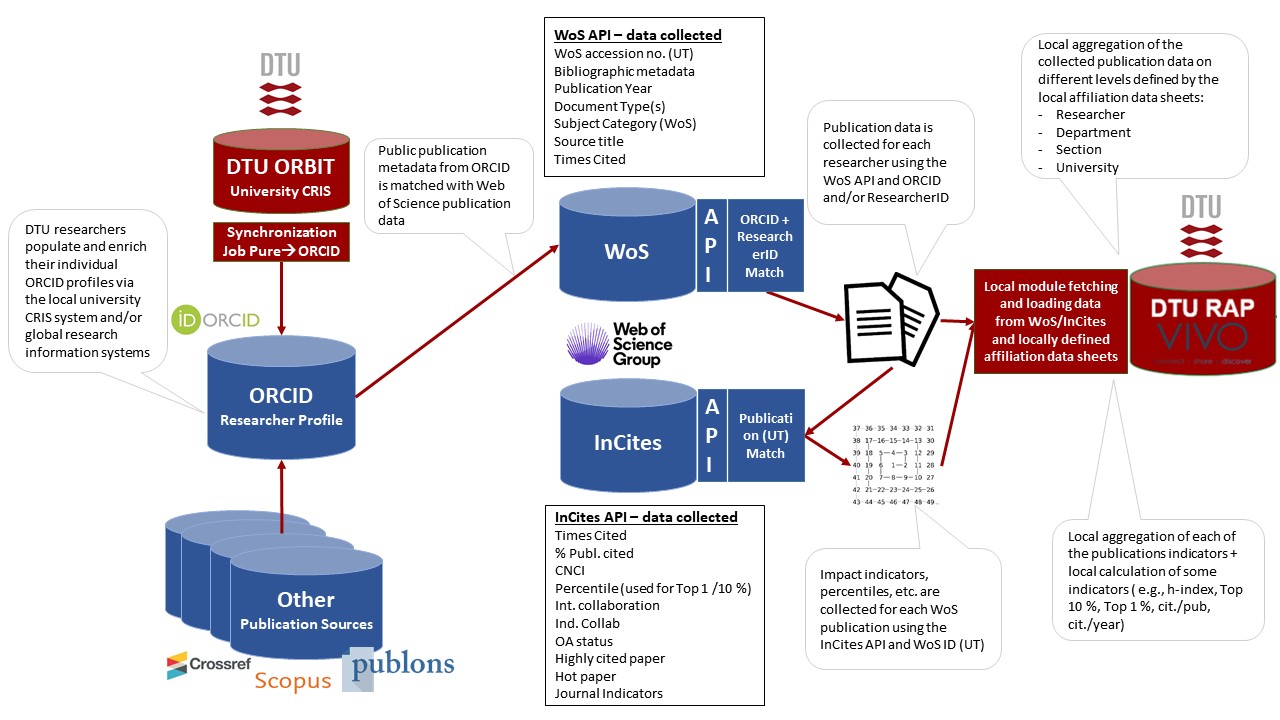 DTU
DTU ORBIT
University CRIS
Synchronization
Job Pure→ORCID
DTU researchers
populate and enrich
their individual
ORCID profiles via
the local university
CRIS system and/or
global research
information systems
iD ORCID
ORCID
Researcher Profile
Other
Publication Sources
Crossref
Scopus
publons
Public publication
metadata from ORCID
is matched with Web
of Science publication
data
WoS API – data collected
WoS accession no. (UT)
Bibliographic metadata
Publication Year
Document Type(s)
Subject Category (WoS)
Source title
Times Cited
WoS
A
P
I
ORCID +
Research
erID
Match
Web of
Science
Group
InCites
A
P
I
Publicati
on (UT)
Match
InCites API – data collected
Times Cited
% Publ. cited
CNCI
Percentile (used for Top 1 /10 %)
Int. collaboration
Ind. Collab
OA status
Highly cited paper
Hot paper
Journal Indicators
Publication data is
collected for each
researcher using the
WoS API and ORCID
and/or ResearcherID
37—36—35—34—33—32—31
38 17—16—15—14—13 30
39 18 5—4—3 12 29
40 19 6 1—2 11 28
41 20 7—8—9—10 27
42 21—22—23—24—25—26
43—44—45—46—47—48—49...
Impact indicators,
percentiles, etc. are
collected for each WoS
publication using the
InCites API and WoS ID (UT)
Local aggregation of the
collected publication data on
different levels defined by the
local affiliation data sheets:
- Researcher
- Department
- Section
- University
DTU
Local module fetching
and loading data
from WoS/InCites
and locally defined
affiliation data sheets
DTU RAP
VIVO
connect · share · discover
Local aggregation of each of
the publications indicators +
local calculation of some
indicators ( e.g., h-index, Top
10 %, Top 1 %, cit./pub,
cit./year)